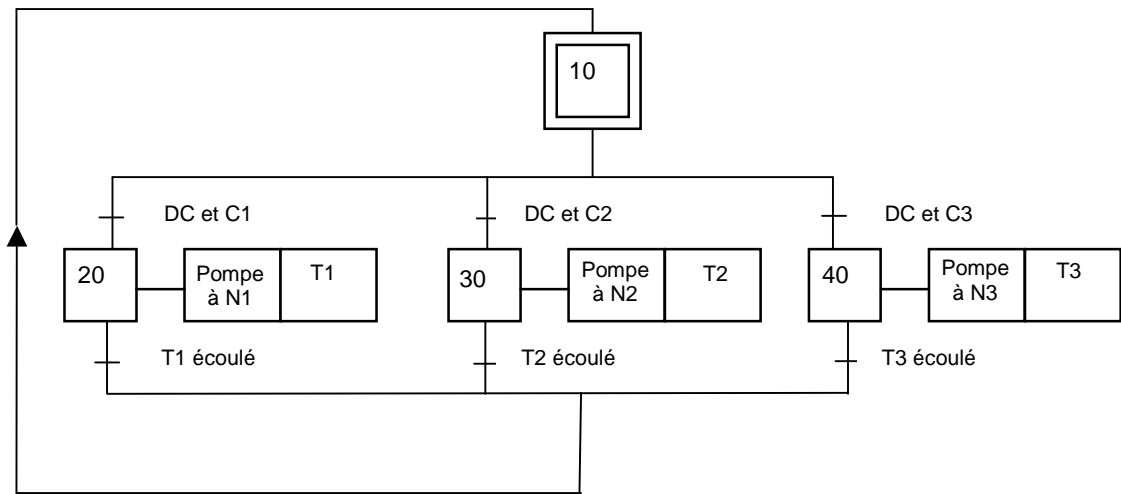 10
DC et C1
DC et C2
DC et C3
20
Pompe
à N1
T1
30
Pompe
à N2
T2
40
Pompe
à N3
T3
T1 écoulé
T2 écoulé
T3 écoulé